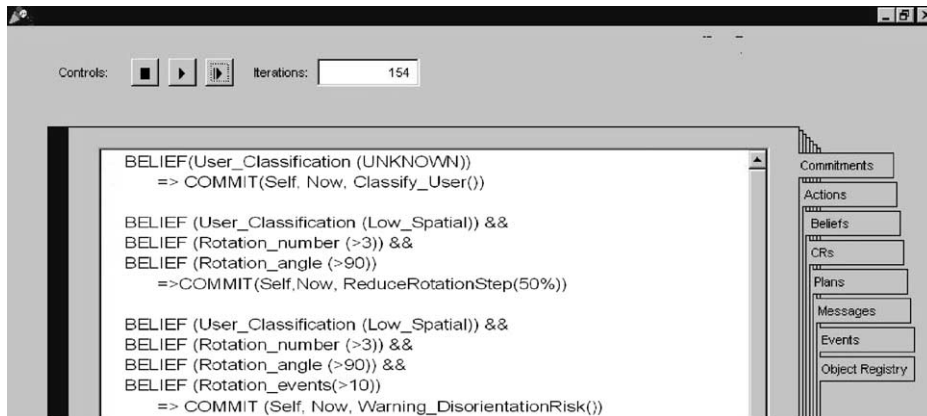 Controls: Iterations: 154
BELIEF(User_Classification (UNKNOWN))
=> COMMIT(Self, Now, Classify_User())
BELIEF (User_Classification (Low_Spatial)) &&
BELIEF (Rotation_number (>3)) &&
BELIEF (Rotation_angle (>90))
=>COMMIT(Self,Now, ReduceRotationStep(50%))
BELIEF (User_Classification (Low_Spatial)) &&
BELIEF (Rotation_number (>3)) &&
BELIEF (Rotation_angle (>90)) &&
BELIEF (Rotation_events(>10))
=> COMMIT (Self, Now, Warning_DisorientationRisk())
Commitments
Actions
Beliefs
CRs
Plans
Messages
Events
Object Registry